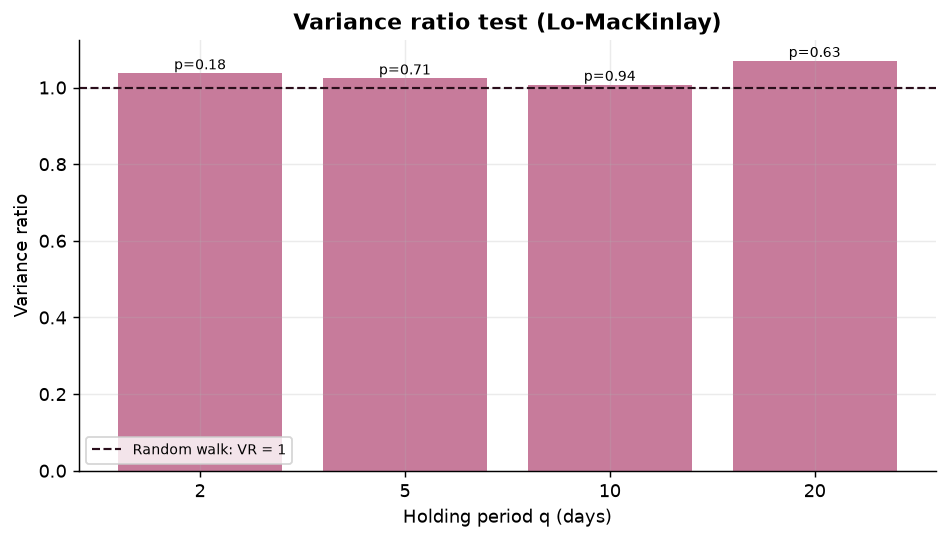 Variance ratio test (Lo-MacKinlay)
p=0.18
p=0.71
p=0.94
p=0.63
1.0
0.8
0.6
0.4
0.2
0.0
Variance ratio
Random walk: VR = 1
2
5
10
20
Holding period q (days)